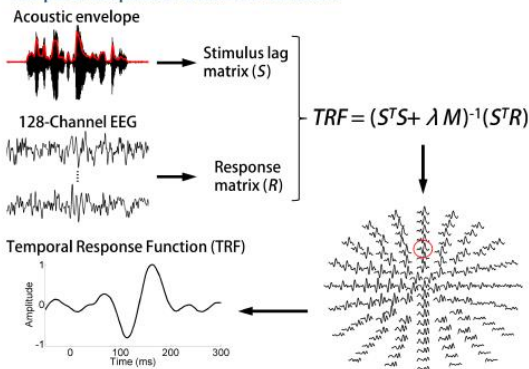 Acoustic envelope
Stimulus lag
matrix (S)
128-Channel EEG
Response
matrix (R)
TRF = (SᵀS+ λ M)⁻¹(SᵀR)
Temporal Response Function (TRF)
1
0
-1
Amplitude
0 100 200 300
Time (ms)